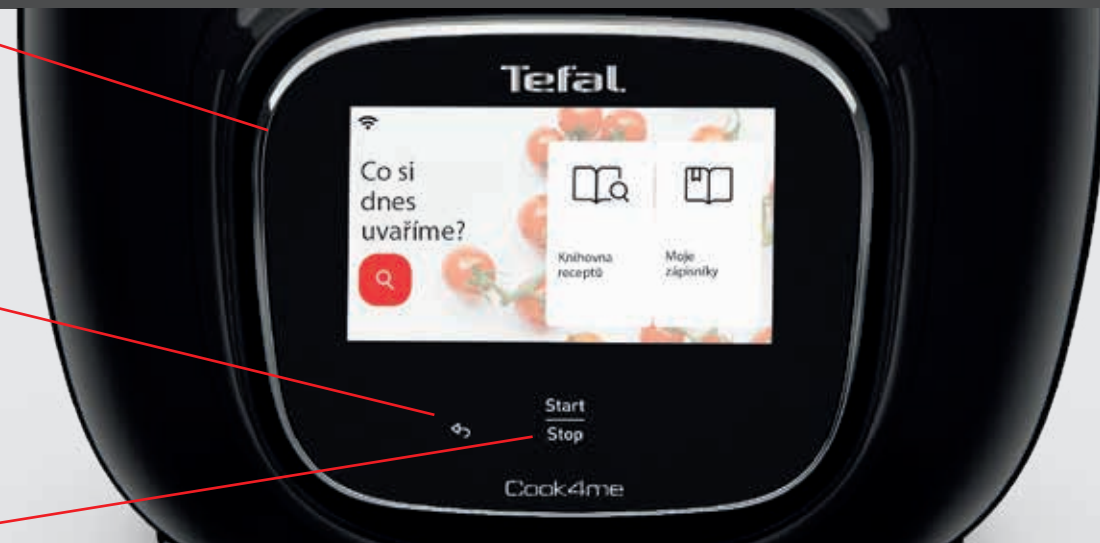 Tefal
Co si
dnes
uvaříme?
Knihovna
receptů
Moje
zápisníky
Start
Stop
Cook4me